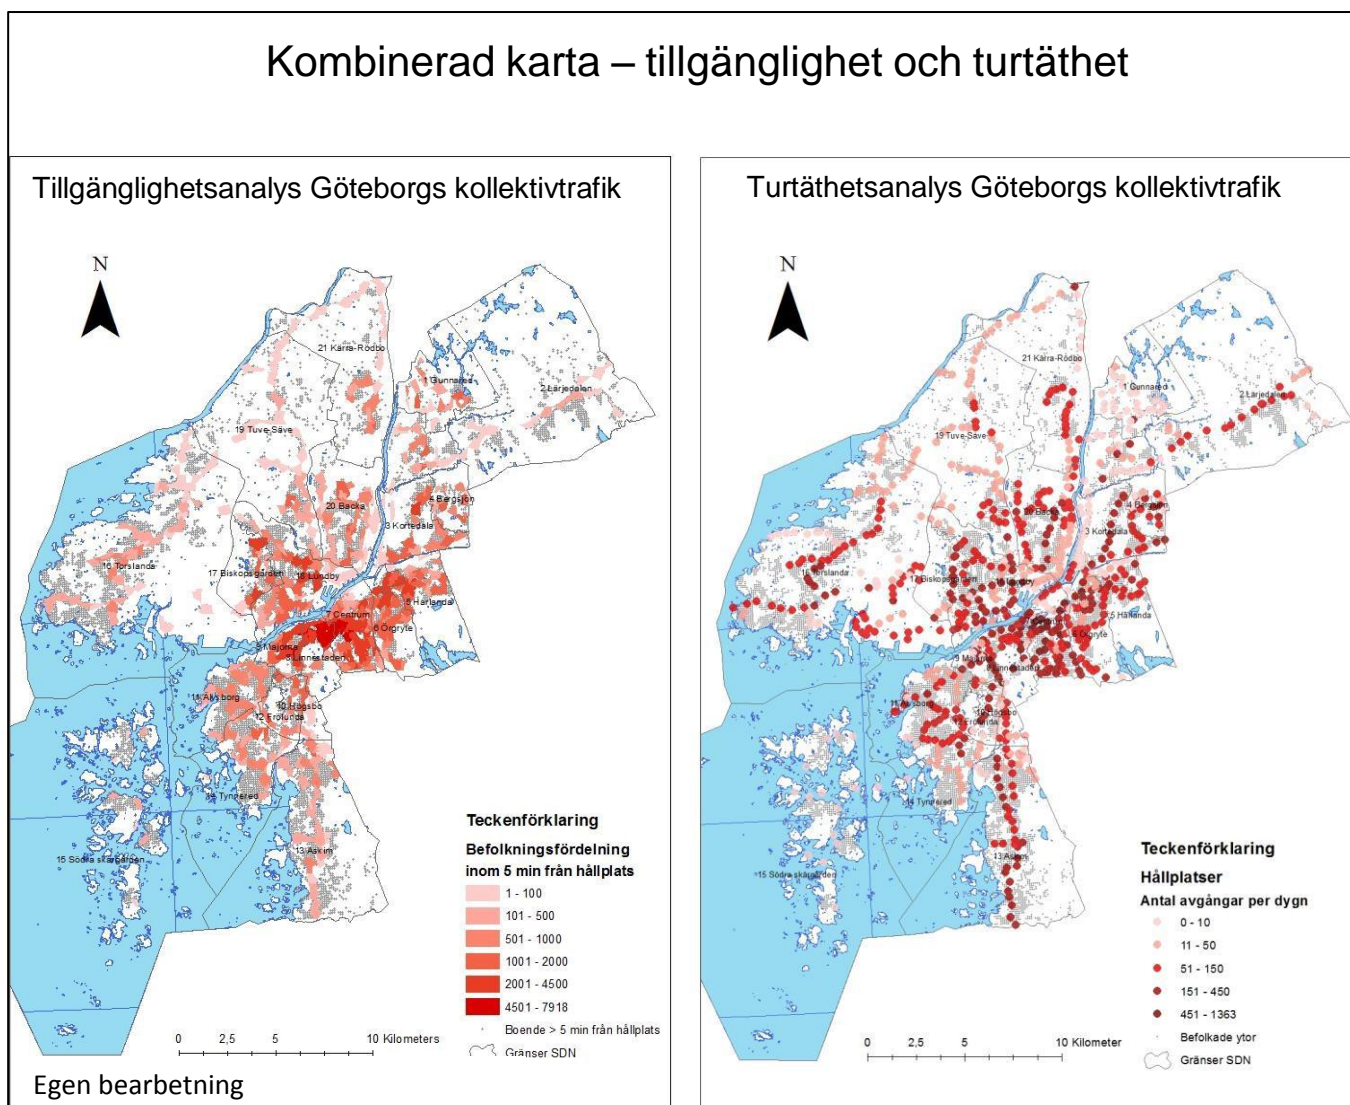 Kombinerad karta – tillgänglighet och turtäthet
Tillgänglighetsanalys Göteborgs kollektivtrafik
N
21 Kärra-Rödbo
1 Gunnared
2 Lärjedalen
19 Tuve-Säve
4 Bergsjön
20 Backa
3 Kortedala
16 Torslanda
17 Biskopsgården
18 Lundby
5 Härlanda
7 Centrum
6 Örgryte
9 Majorna
8 Linnestaden
11 Älvsborg
10 Högsbo
12 Frölunda
14 Tynnered
13 Askim
15 Södra skärgården
Teckenförklaring
Befolkningsfördelning
inom 5 min från hållplats
1 - 100
101 - 500
501 - 1000
1001 - 2000
2001 - 4500
4501 - 7918
Boende > 5 min från hållplats
Gränser SDN
0 2,5 5 10 Kilometers
Egen bearbetning
Turtäthetsanalys Göteborgs kollektivtrafik
N
21 Kärra-Rödbo
1 Gunnared
2 Lärjedalen
19 Tuve-Säve
4 Bergsjön
20 Backa
3 Kortedala
16 Torslanda
17 Biskopsgården
18 Lundby
5 Härlanda
6 Örgryte
9 Majorna
8 Linnestaden
11 Älvsborg
10 Högsbo
12 Frölunda
14 Tynnered
13 Askim
15 Södra skärgården
Teckenförklaring
Hållplatser
Antal avgångar per dygn
0 - 10
11 - 50
51 - 150
151 - 450
451 - 1363
Befolkade ytor
Gränser SDN
0 2,5 5 10 Kilometer